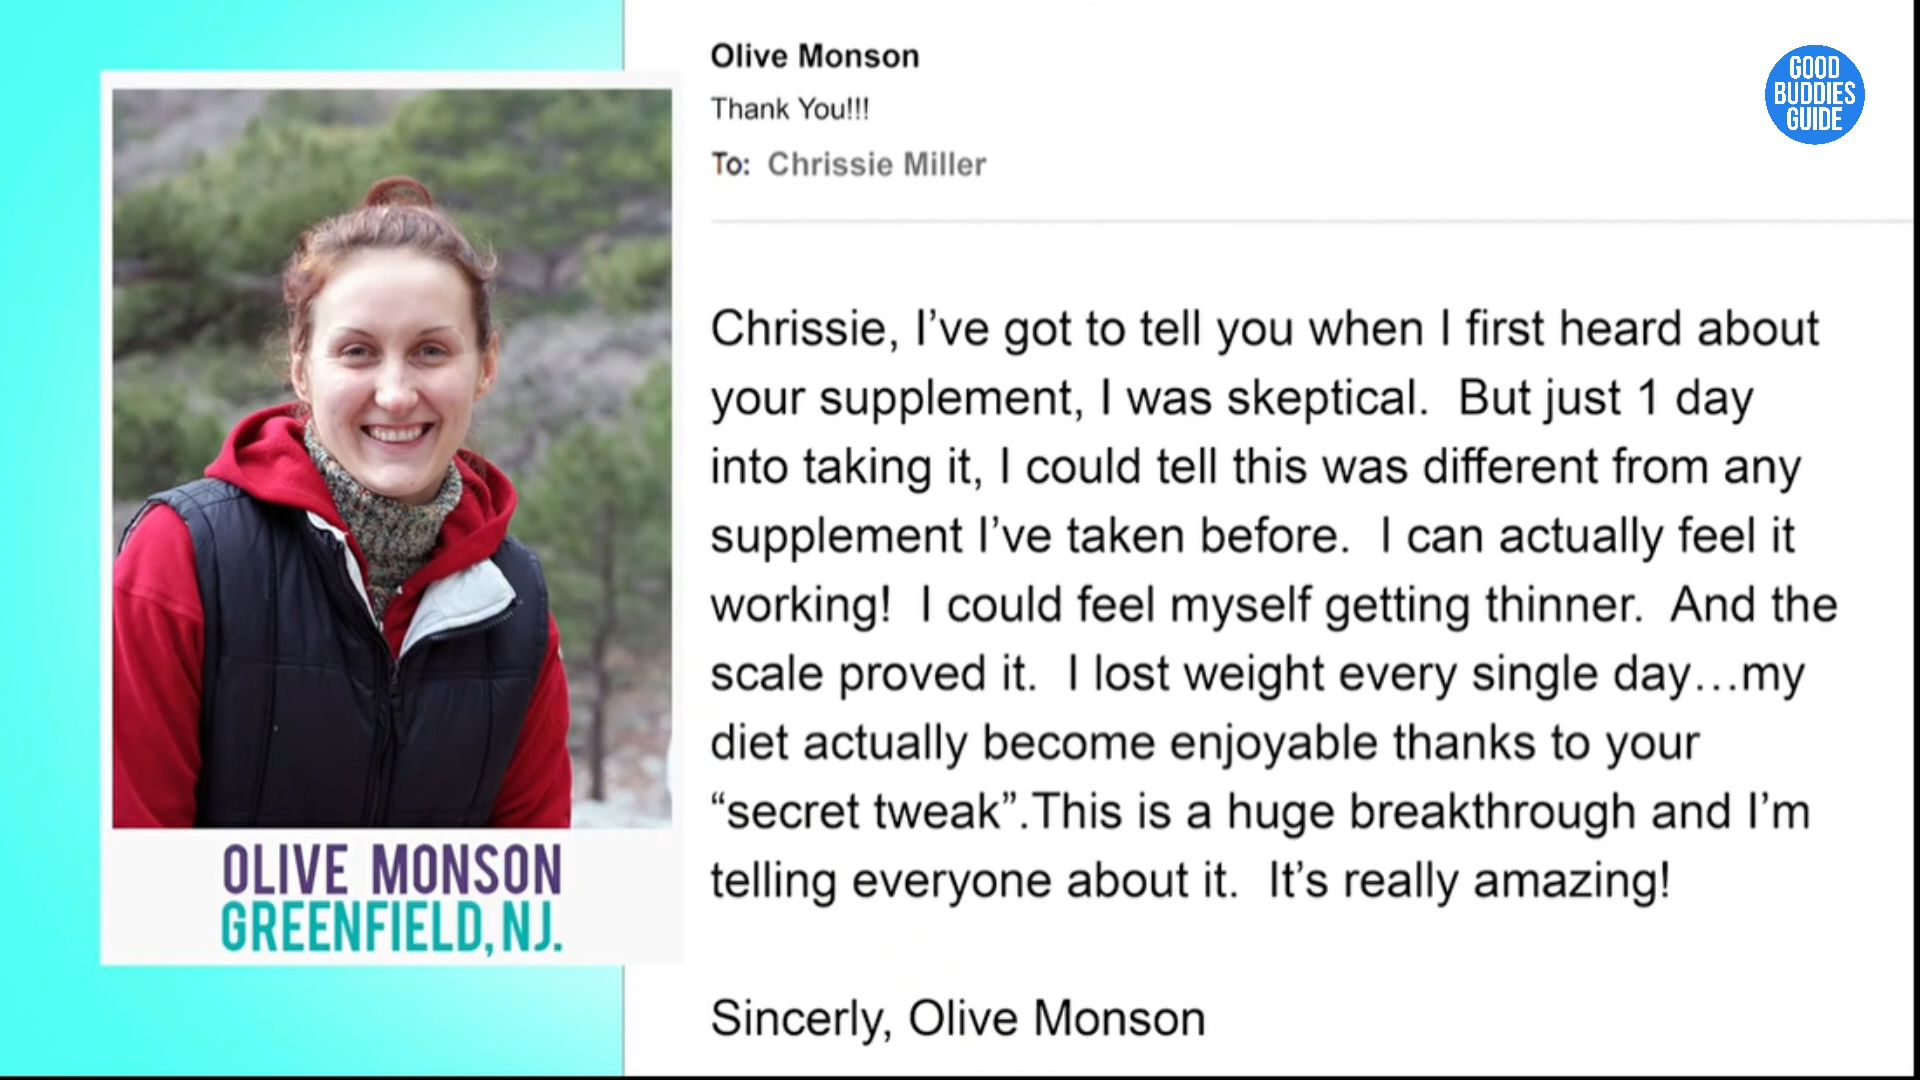 Olive Monson
Thank You!!!
To: Chrissie Miller
GOOD
BUDDIES
GUIDE
Chrissie, I’ve got to tell you when I first heard about
your supplement, I was skeptical. But just 1 day
into taking it, I could tell this was different from any
supplement I’ve taken before. I can actually feel it
working! I could feel myself getting thinner. And the
scale proved it. I lost weight every single day…my
diet actually become enjoyable thanks to your
“secret tweak”.This is a huge breakthrough and I’m
telling everyone about it. It’s really amazing!
Sincerly, Olive Monson
OLIVE MONSON
GREENFIELD, NJ.